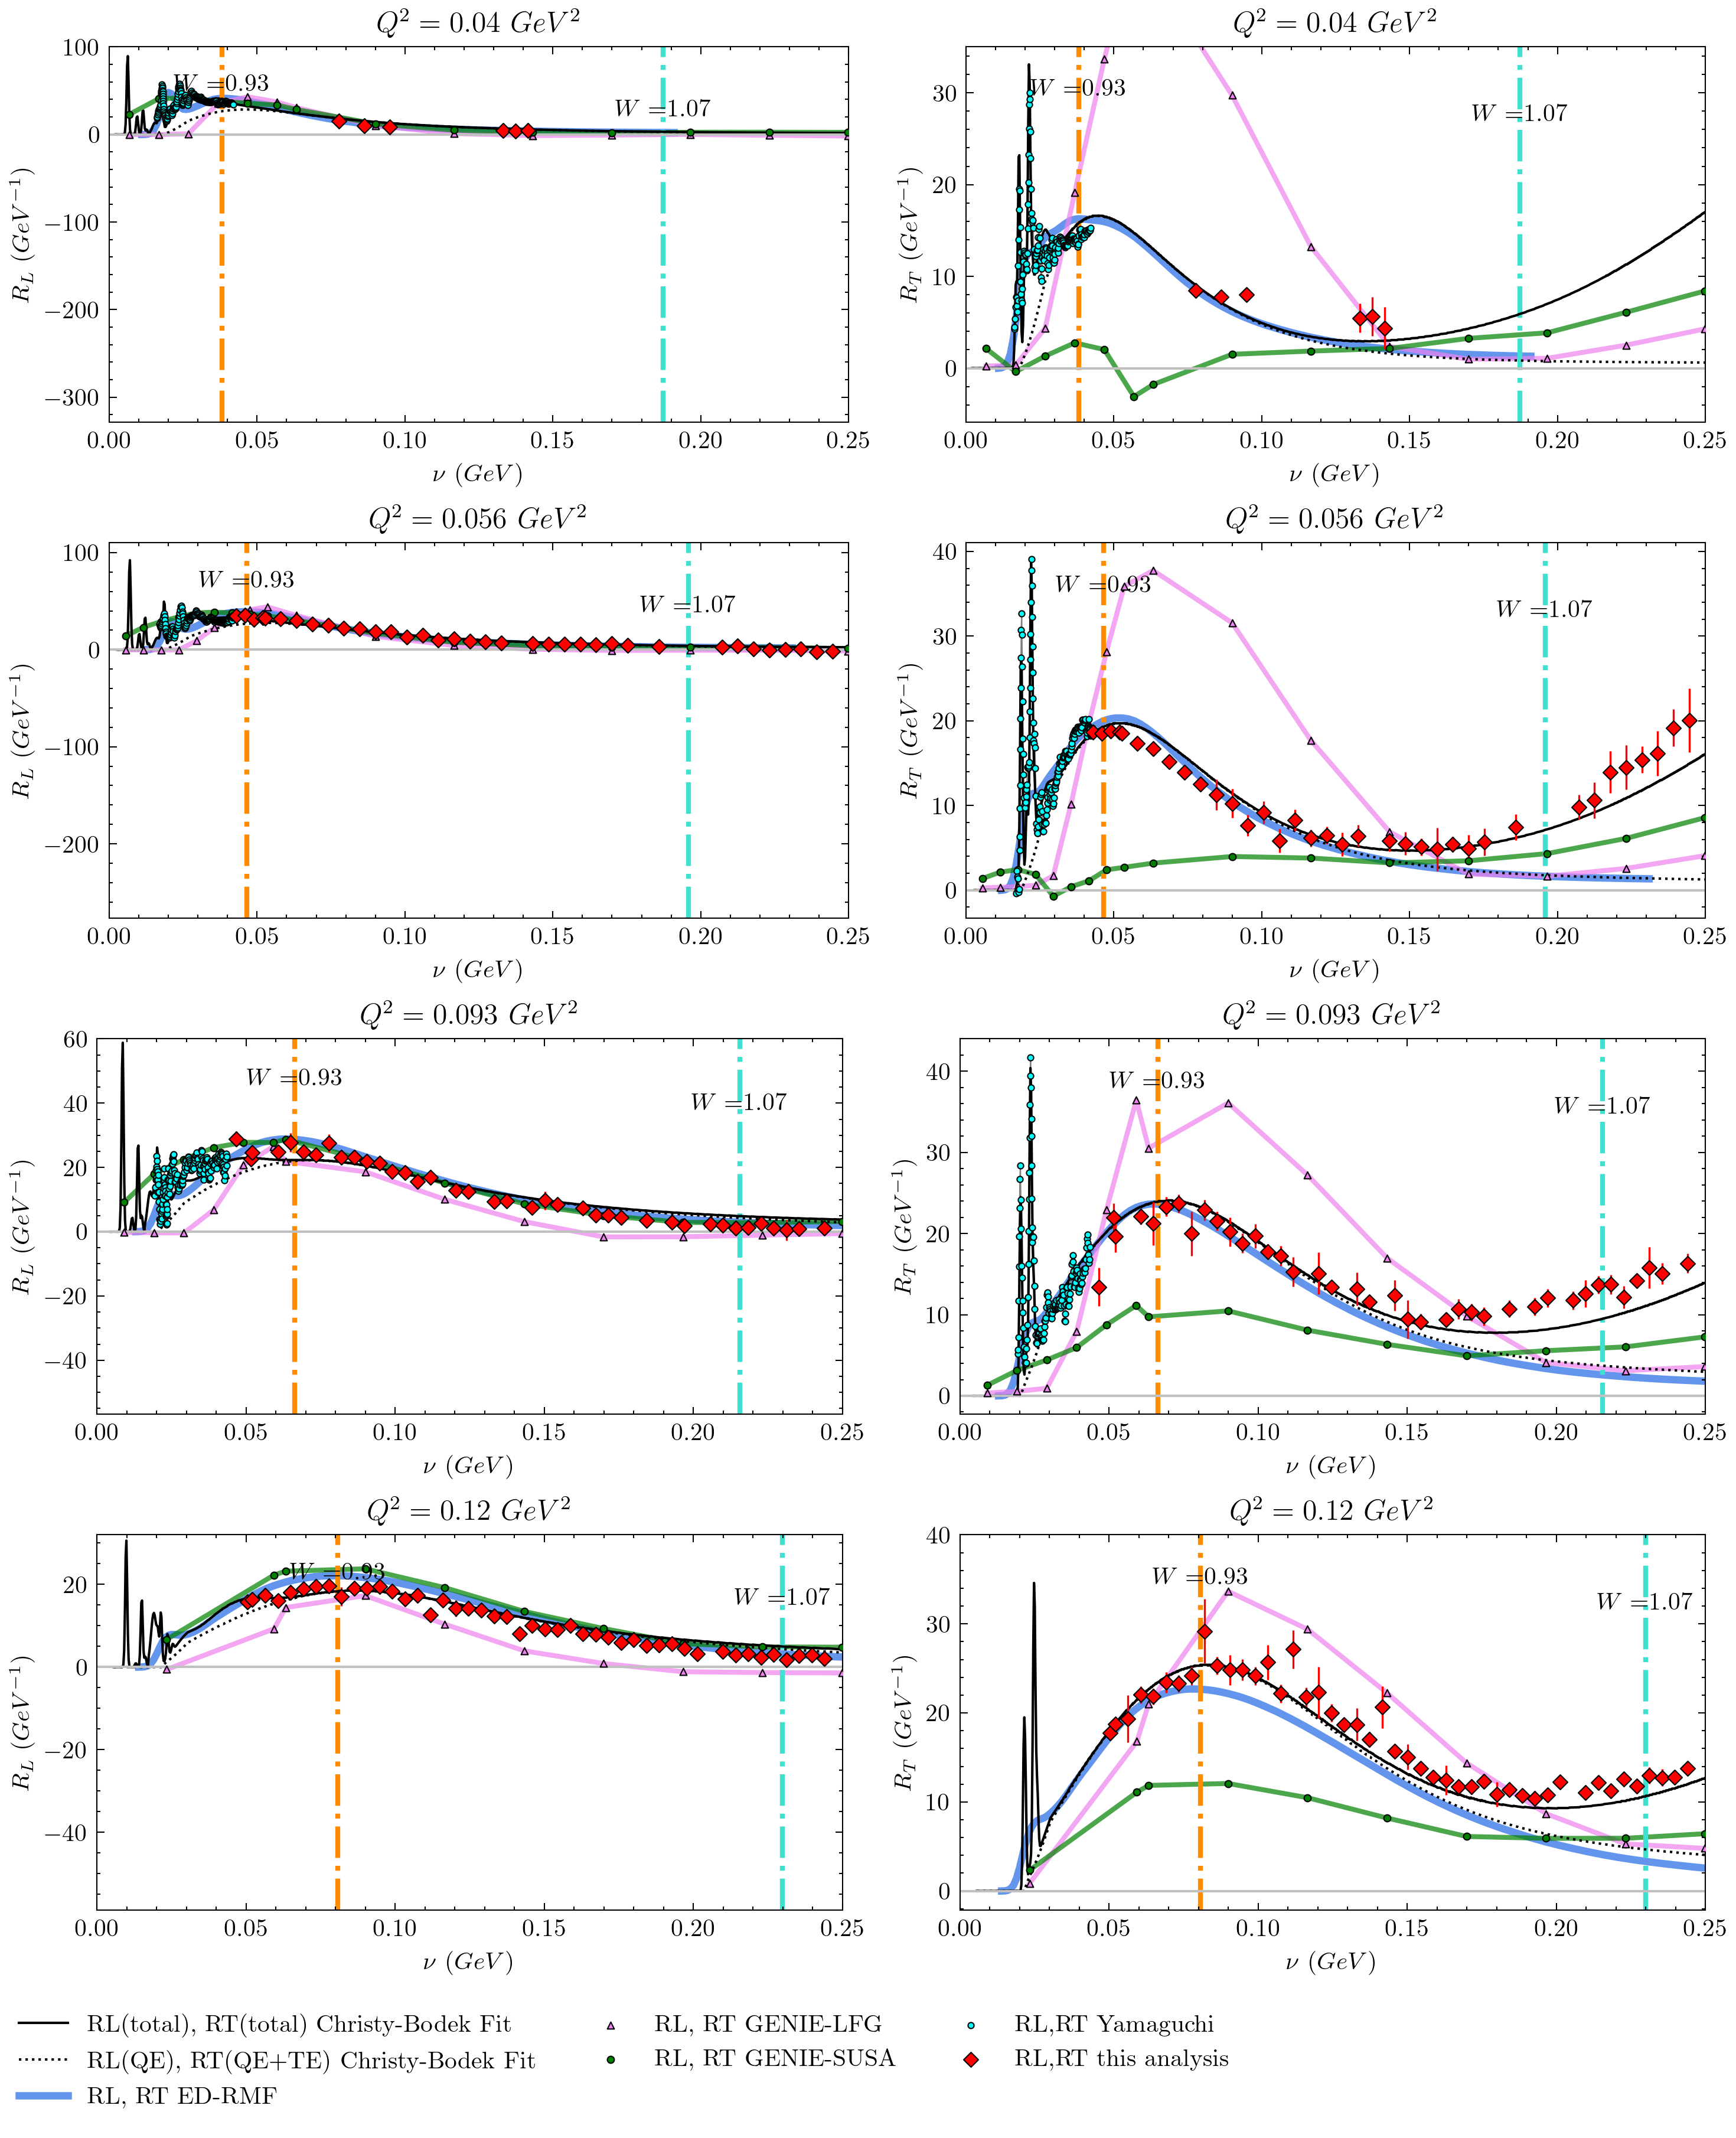 Q² = 0.04 GeV²
100
0
−100
−200
−300
R_L (GeV⁻¹)
W =0.93
W =1.07
0.00 0.05 0.10 0.15 0.20 0.25
ν (GeV)
Q² = 0.04 GeV²
30
20
10
0
R_T (GeV⁻¹)
W =0.93
W =1.07
0.00 0.05 0.10 0.15 0.20 0.25
ν (GeV)
Q² = 0.056 GeV²
100
0
−100
−200
R_L (GeV⁻¹)
W =0.93
W =1.07
0.00 0.05 0.10 0.15 0.20 0.25
ν (GeV)
Q² = 0.056 GeV²
40
30
20
10
0
R_T (GeV⁻¹)
W =0.93
W =1.07
0.00 0.05 0.10 0.15 0.20 0.25
ν (GeV)
Q² = 0.093 GeV²
60
40
20
0
−20
−40
R_L (GeV⁻¹)
W =0.93
W =1.07
0.00 0.05 0.10 0.15 0.20 0.25
ν (GeV)
Q² = 0.093 GeV²
40
30
20
10
0
R_T (GeV⁻¹)
W =0.93
W =1.07
0.00 0.05 0.10 0.15 0.20 0.25
ν (GeV)
Q² = 0.12 GeV²
20
0
−20
−40
R_L (GeV⁻¹)
W =0.93
W =1.07
0.00 0.05 0.10 0.15 0.20 0.25
ν (GeV)
Q² = 0.12 GeV²
40
30
20
10
0
R_T (GeV⁻¹)
W =0.93
W =1.07
0.00 0.05 0.10 0.15 0.20 0.25
ν (GeV)
RL(total), RT(total) Christy-Bodek Fit
RL(QE), RT(QE+TE) Christy-Bodek Fit
RL, RT ED-RMF
RL, RT GENIE-LFG
RL, RT GENIE-SUSA
RL,RT Yamaguchi
RL,RT this analysis